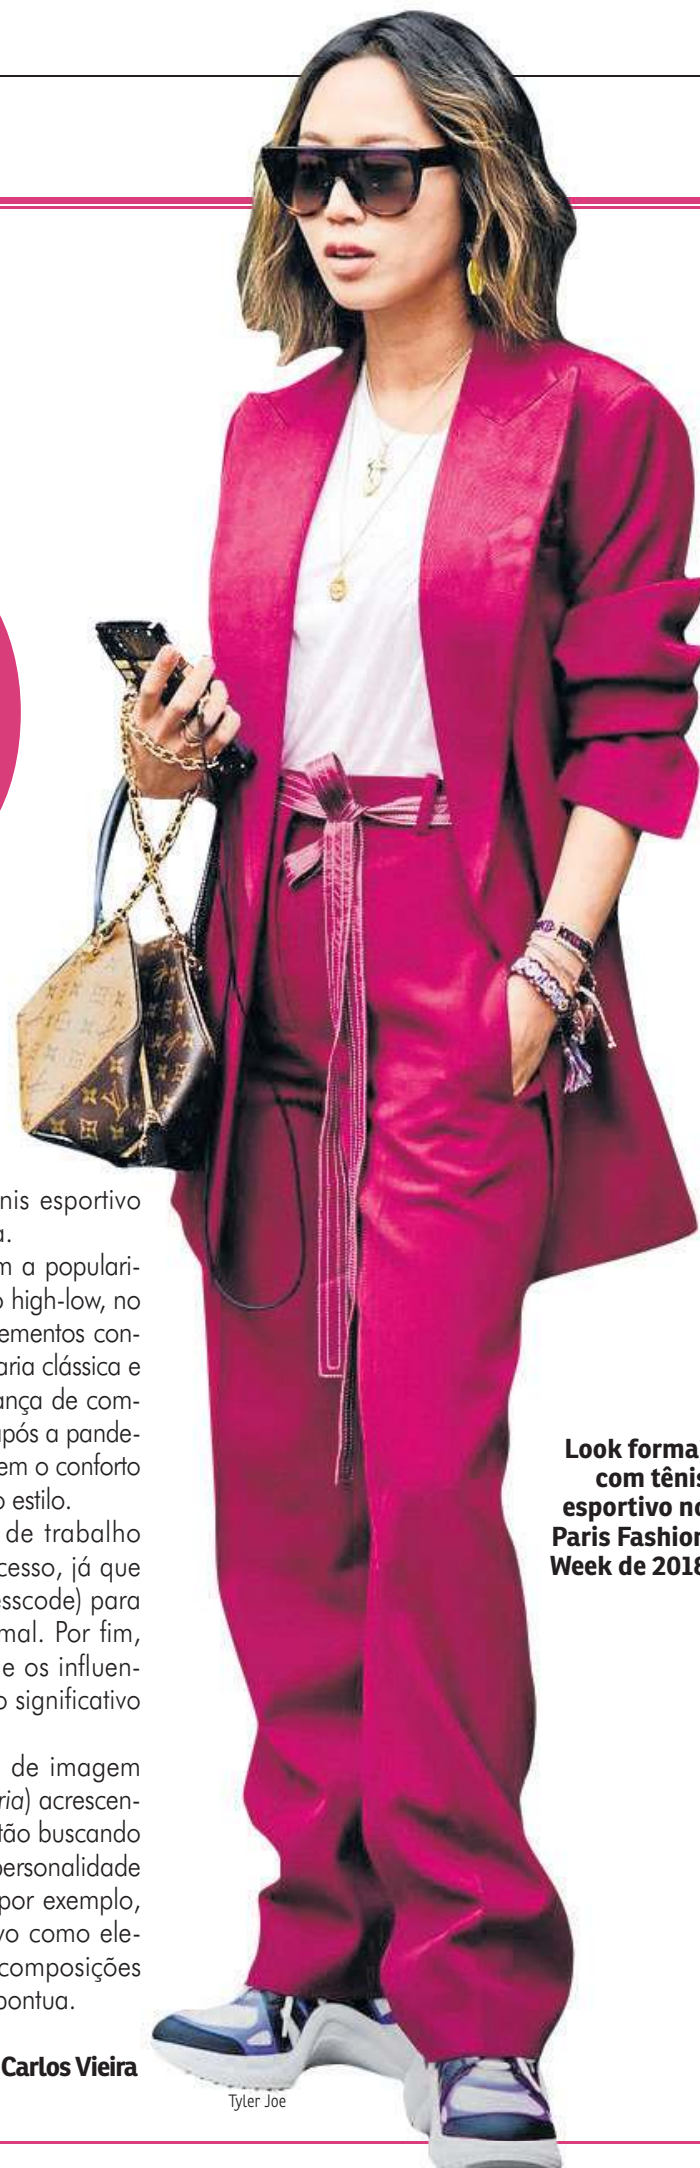 nis esportivo
a.
m a populari-
o high-low, no
ementos con-
aria clássica e
ança de com-
após a pande-
em o conforto
o estilo.
de trabalho
cesso, já que
esscode) para
mal. Por fim,
e os influen-
o significativo
de imagem
ria) acrescen-
tão buscando
personalidade
por exemplo,
vo como ele-
composições
pontua.
Carlos Vieira
Tyler Joe
Look forma
com tênis
esportivo no
Paris Fashion
Week de 2018